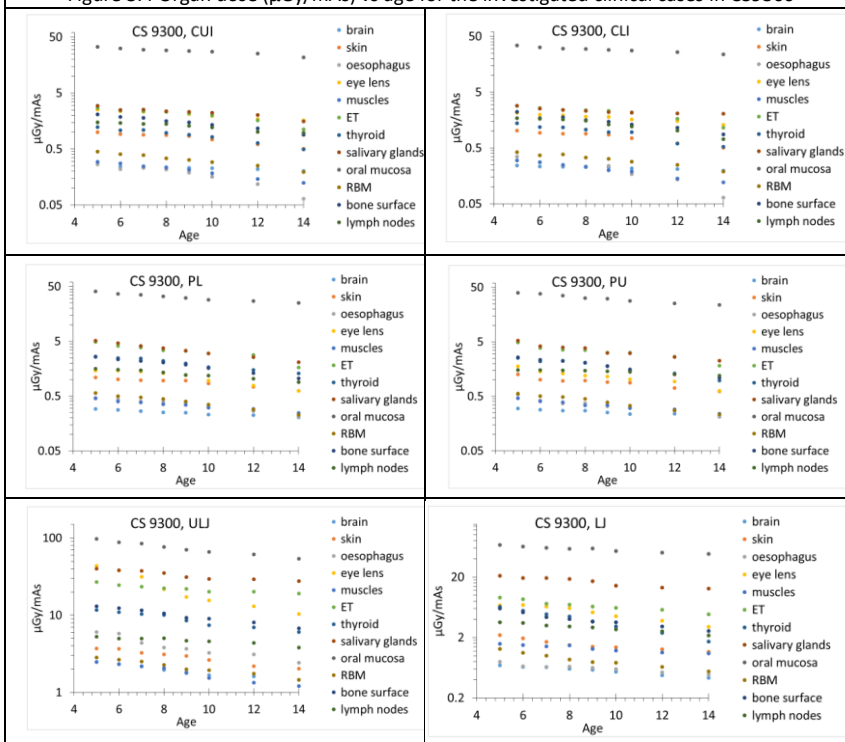 Organ dose (μGy/mAs) vs age for the investigated clinical cases in CS9300
CS 9300, CUI
μGy/mAs
50
5
0.5
0.05
4 6 8 10 12 14
Age
brain
skin
oesophagus
eye lens
muscles
ET
thyroid
salivary glands
oral mucosa
RBM
bone surface
lymph nodes
CS 9300, CLI
μGy/mAs
50
5
0.5
0.05
4 6 8 10 12 14
Age
brain
skin
oesophagus
eye lens
muscles
ET
thyroid
salivary glands
oral mucosa
RBM
bone surface
lymph nodes
CS 9300, PL
μGy/mAs
50
5
0.5
0.05
4 6 8 10 12 14
Age
brain
skin
oesophagus
eye lens
muscles
ET
thyroid
salivary glands
oral mucosa
RBM
bone surface
lymph nodes
CS 9300, PU
μGy/mAs
50
5
0.5
0.05
4 6 8 10 12 14
Age
brain
skin
oesophagus
eye lens
muscles
ET
thyroid
salivary glands
oral mucosa
RBM
bone surface
lymph nodes
CS 9300, ULJ
μGy/mAs
100
10
1
4 6 8 10 12 14
Age
brain
skin
oesophagus
eye lens
muscles
ET
thyroid
salivary glands
oral mucosa
RBM
bone surface
lymph nodes
CS 9300, LJ
μGy/mAs
20
2
0.2
4 6 8 10 12 14
Age
brain
skin
oesophagus
eye lens
muscles
ET
thyroid
salivary glands
oral mucosa
RBM
bone surface
lymph nodes